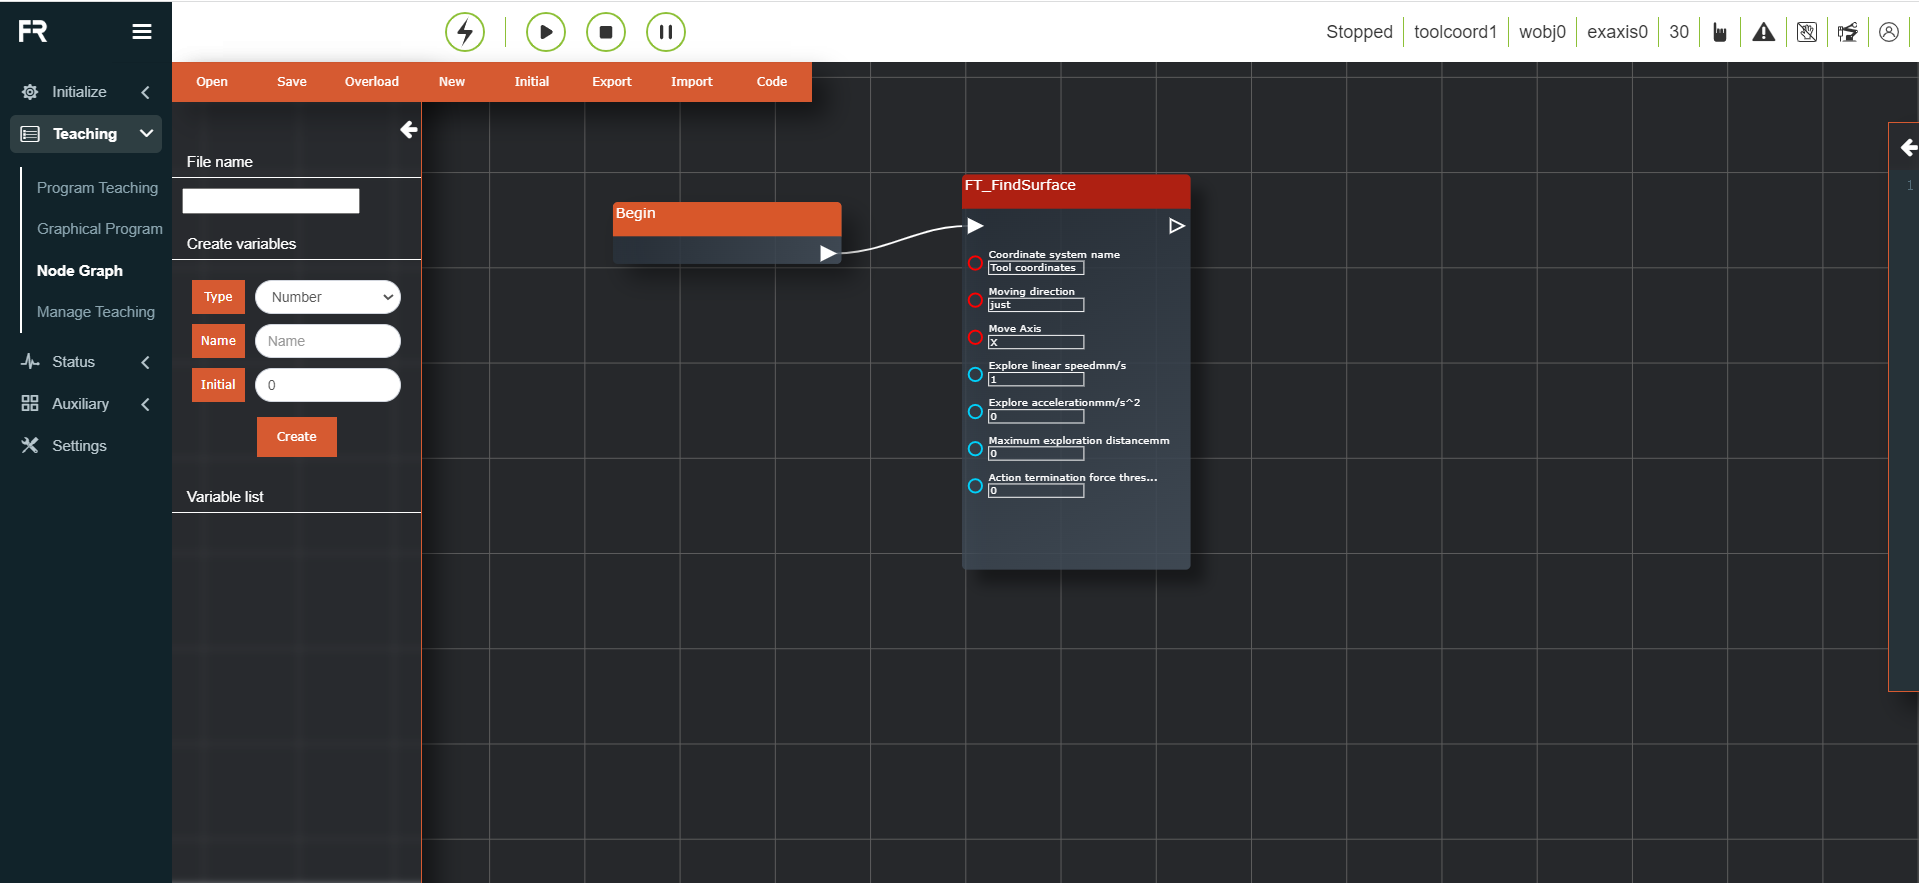 FR
Stopped
toolcoord1
wobj0
exaxis0
30
Open
Save
Overload
New
Initial
Export
Import
Code
Initialize
Teaching
Program Teaching
Graphical Program
Node Graph
Manage Teaching
Status
Auxiliary
Settings
File name
Create variables
Type
Number
Name
Name
Initial
0
Create
Variable list
Begin
FT_FindSurface
Coordinate system name
Tool coordinates
Moving direction
just
Move Axis
X
Explore linear speedmm/s
1
Explore accelerationmm/s^2
0
Maximum exploration distancemm
0
Action termination force thres...
0
1